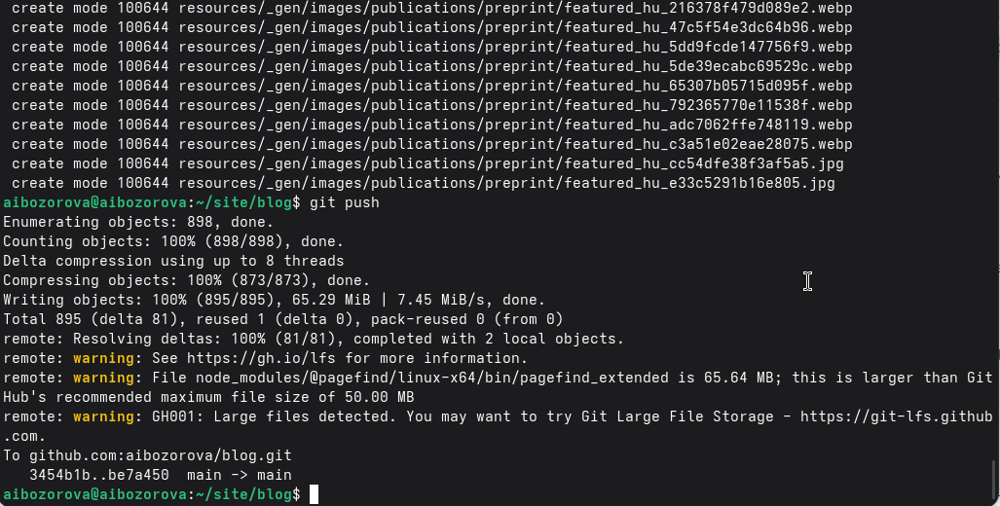 create mode 100644 resources/_gen/images/publications/preprint/featured_hu_216378f479d089e2.webp
create mode 100644 resources/_gen/images/publications/preprint/featured_hu_47c5f54e3dc64b96.webp
create mode 100644 resources/_gen/images/publications/preprint/featured_hu_5dd9fcde147756f9.webp
create mode 100644 resources/_gen/images/publications/preprint/featured_hu_5de39ecabc69529c.webp
create mode 100644 resources/_gen/images/publications/preprint/featured_hu_65307b05715d095f.webp
create mode 100644 resources/_gen/images/publications/preprint/featured_hu_792365770e11538f.webp
create mode 100644 resources/_gen/images/publications/preprint/featured_hu_adc7062ffe748119.webp
create mode 100644 resources/_gen/images/publications/preprint/featured_hu_c3a51e02eae28075.webp
create mode 100644 resources/_gen/images/publications/preprint/featured_hu_cc54dfe38f3af5a5.jpg
create mode 100644 resources/_gen/images/publications/preprint/featured_hu_e33c5291b16e805.jpg
aibozorova@aibozorova:~/site/blog$ git push
Enumerating objects: 898, done.
Counting objects: 100% (898/898), done.
Delta compression using up to 8 threads
Compressing objects: 100% (873/873), done.
Writing objects: 100% (895/895), 65.29 MiB | 7.45 MiB/s, done.
Total 895 (delta 81), reused 1 (delta 0), pack-reused 0 (from 0)
remote: Resolving deltas: 100% (81/81), completed with 2 local objects.
remote: warning: See https://gh.io/lfs for more information.
remote: warning: File node_modules/@pagefind/linux-x64/bin/pagefind_extended is 65.64 MB; this is larger than Git
Hub's recommended maximum file size of 50.00 MB
remote: warning: GH001: Large files detected. You may want to try Git Large File Storage - https://git-lfs.github
.com.
To github.com:aibozorova/blog.git
   3454b1b..be7a450  main -> main
aibozorova@aibozorova:~/site/blog$